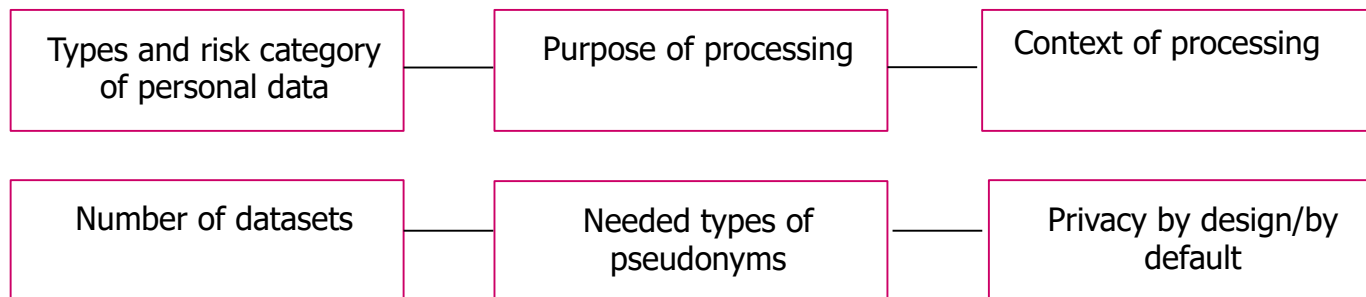 Types and risk category
of personal data
Purpose of processing
Context of processing
Number of datasets
Needed types of
pseudonyms
Privacy by design/by
default